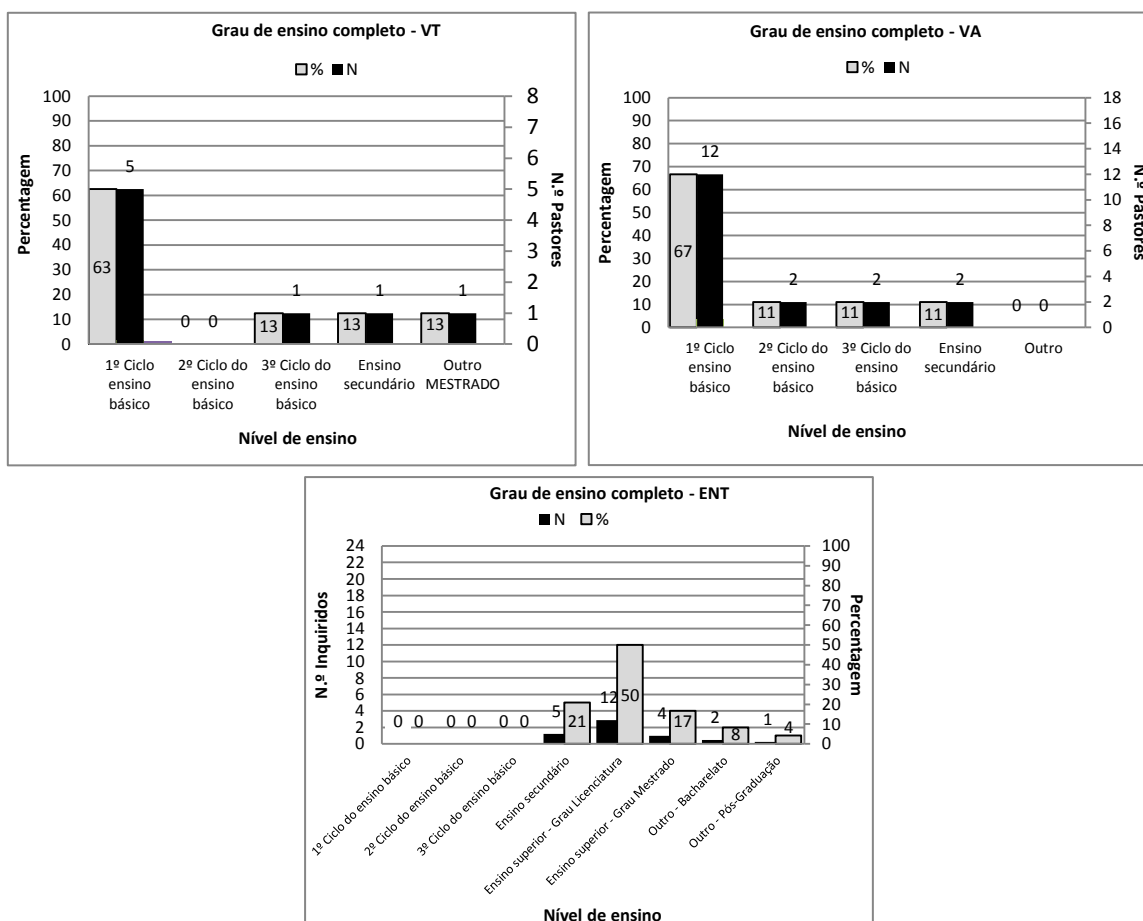 Grau de ensino completo - VT
% N
Percentagem
100
90
80
70
60
50
40
30
20
10
0
8
7
6
5
4
3
2
1
0
N.º Pastores
63
5
0 0
13
1
13
1
13
1
1º Ciclo
ensino
básico
2º Ciclo do
ensino
básico
3º Ciclo do
ensino
básico
Ensino
secundário
Outro
MESTRADO
Nível de ensino
Grau de ensino completo - VA
% N
Percentagem
100
90
80
70
60
50
40
30
20
10
0
18
16
14
12
10
8
6
4
2
0
N.º Pastores
67
12
11
2
11
2
11
2
0 0
1º Ciclo
ensino
básico
2º Ciclo do
ensino
básico
3º Ciclo do
ensino
básico
Ensino
secundário
Outro
Nível de ensino
Grau de ensino completo - ENT
N %
N.º Inquiridos
24
22
20
18
16
14
12
10
8
6
4
2
0
100
90
80
70
60
50
40
30
20
10
0
Percentagem
0 0
0 0
0 0
5
21
12
50
4
17
2
8
1
4
1º Ciclo do ensino básico
2º Ciclo do ensino básico
3º Ciclo do ensino básico
Ensino secundário
Ensino superior - Grau Licenciatura
Ensino superior - Grau Mestrado
Outro - Bacharelato
Outro - Pós-Graduação
Nível de ensino